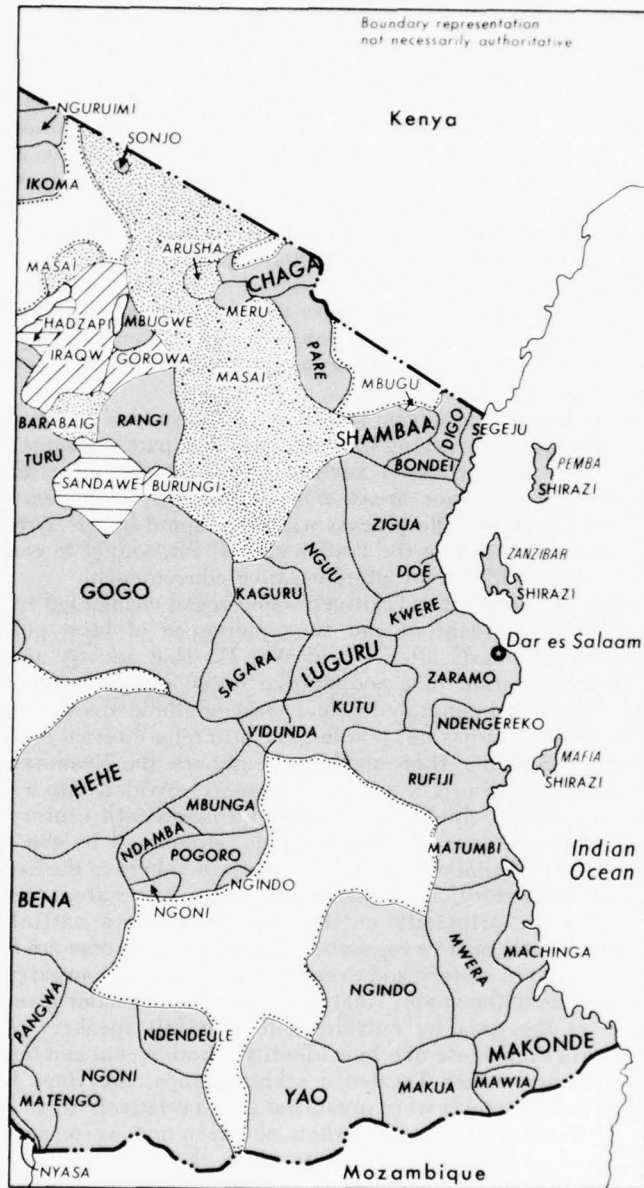 Boundary representation
not necessarily authoritative
Kenya
NGURUIMI
SONJO
IKOMA
ARUSHA
MASAI
CHAGA
MERU
HADZAPI
MBUGWE
IRAQW
GOROWA
MASAI
PARE
MBUGU
BARABAIG
RANGI
SHAMBAA
DIGO
SEGEJU
TURU
BONDEI
PEMBA
SHIRAZI
SANDAWE
BURUNGI
ZIGUA
NGUU
ZANZIBAR
DOE
SHIRAZI
GOGO
KAGURU
KWERE
Dar es Salaam
SAGARA
LUGURU
ZARAMO
KUTU
NDENGEREKO
VIDUNDA
MAFIA
SHIRAZI
HEHE
RUFIJI
MBUNGA
NDAMBA
MATUMBI
POGORO
Indian
Ocean
NGINDO
BENA
NGONI
MACHINGA
MWERA
PANGWA
NGINDO
NDENDEULE
MAKONDE
NGONI
YAO
MAKUA
MAWIA
MATENGO
NYASA
Mozambique